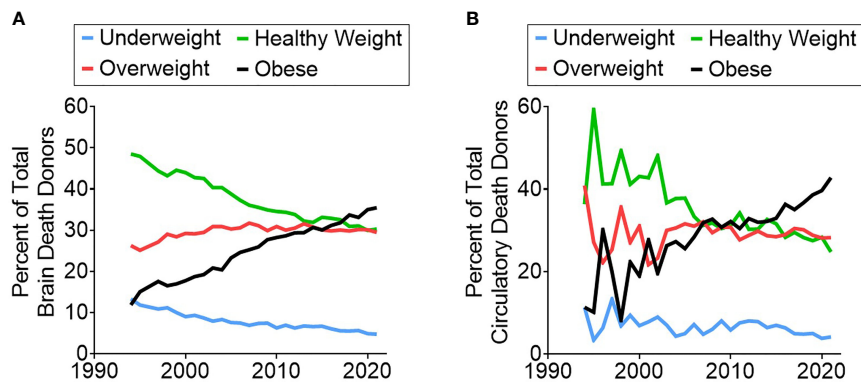 A
Underweight Healthy Weight
Overweight Obese
Percent of Total
Brain Death Donors
60
50
40
30
20
10
0
1990 2000 2010 2020
B
Underweight Healthy Weight
Overweight Obese
Percent of Total
Circulatory Death Donors
60
40
20
0
1990 2000 2010 2020